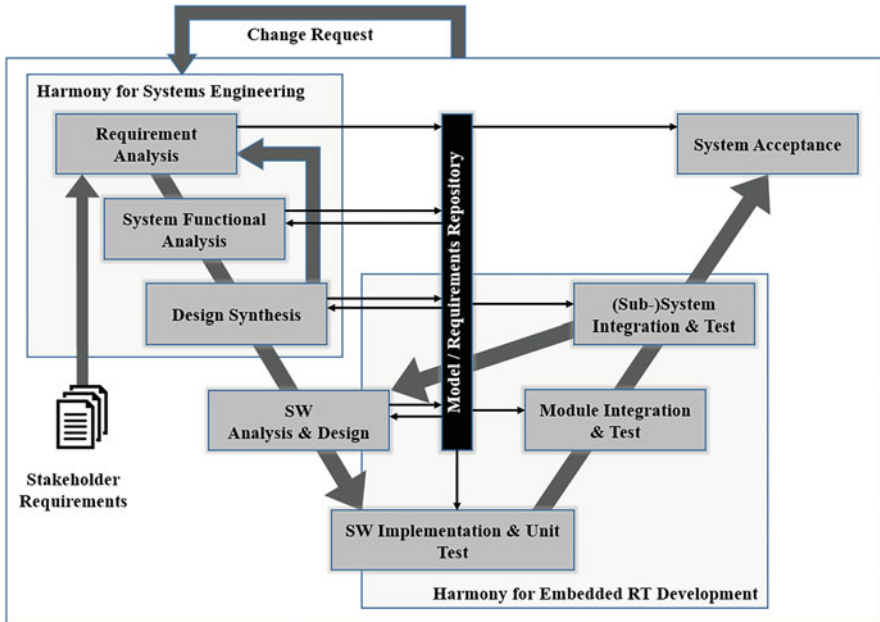 Change Request
Harmony for Systems Engineering
Requirement
Analysis
System Acceptance
System Functional
Analysis
Model / Requirements Repository
Design Synthesis
(Sub-)System
Integration & Test
SW
Analysis & Design
Module Integration
& Test
Stakeholder
Requirements
SW Implementation & Unit
Test
Harmony for Embedded RT Development